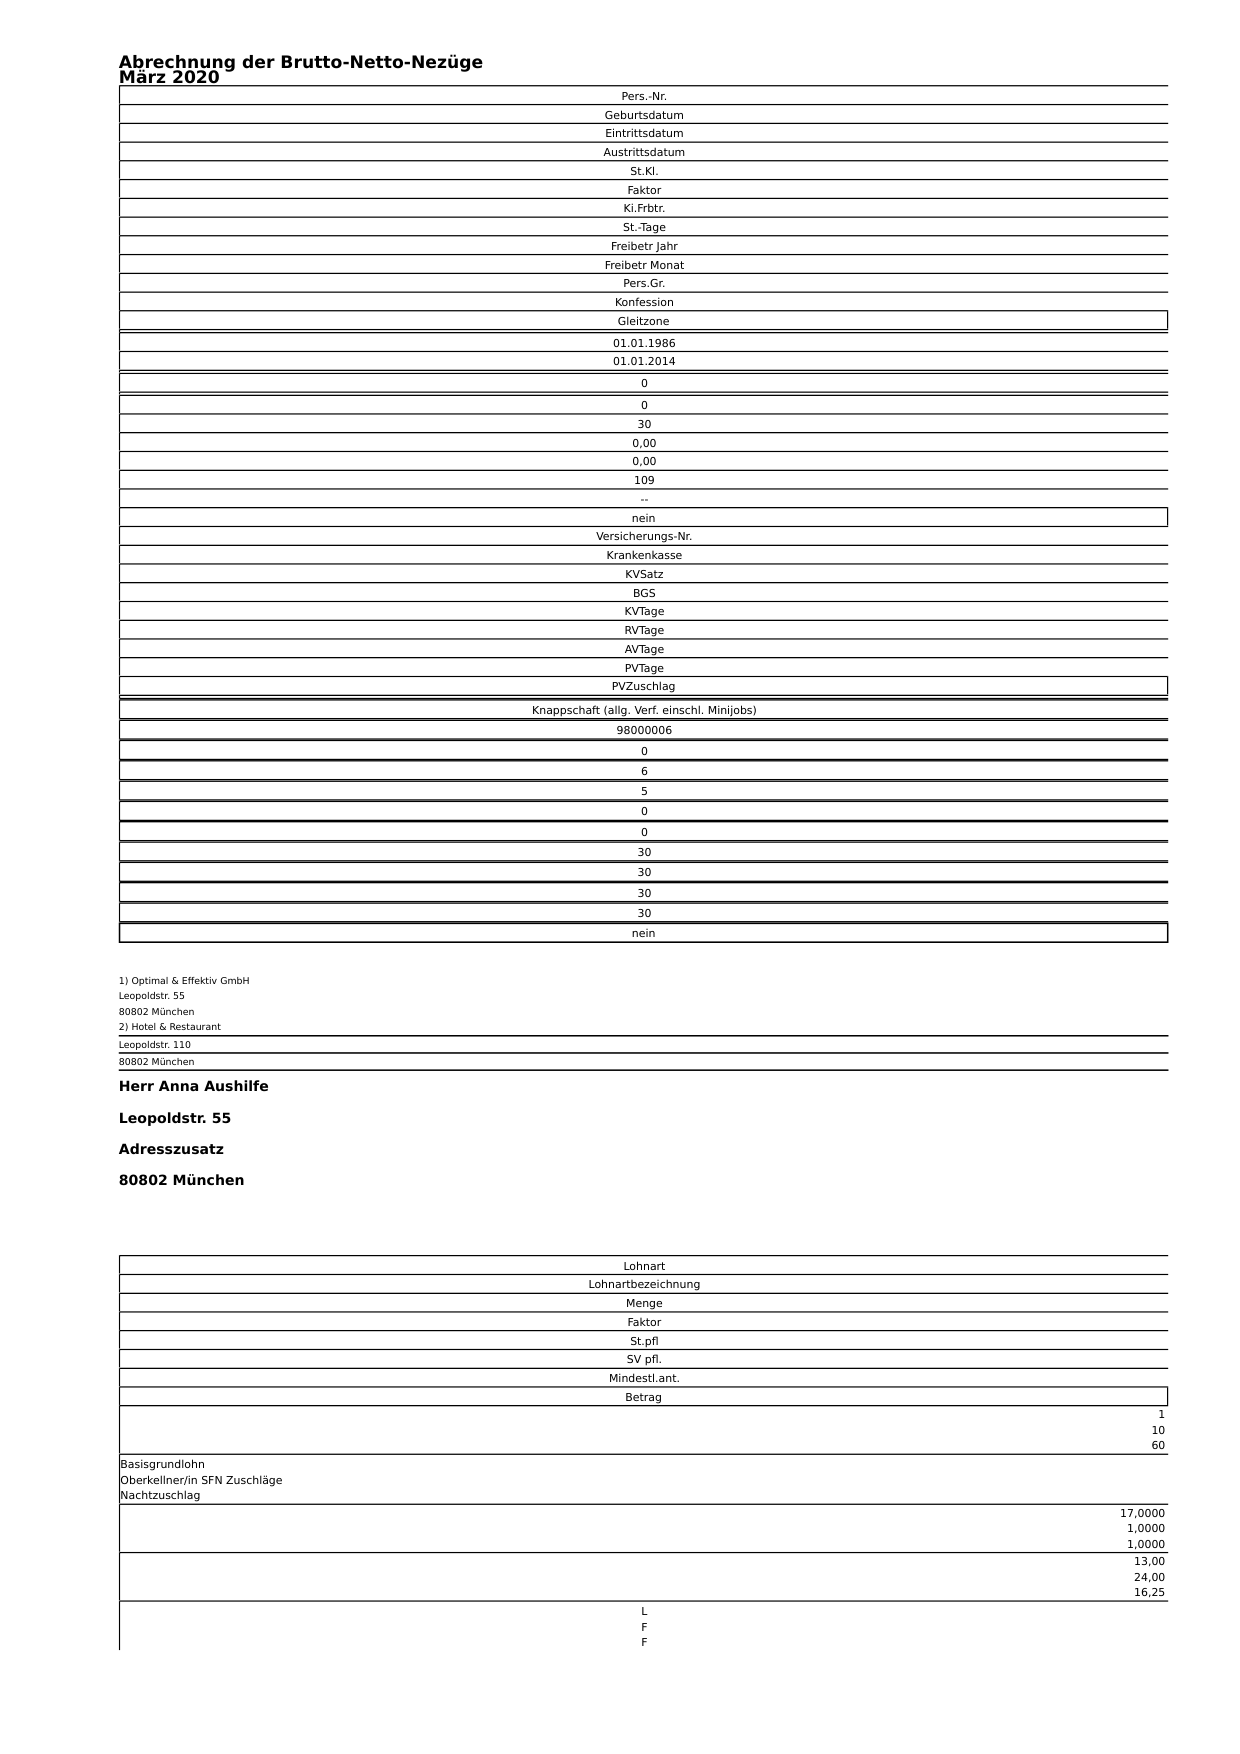 Abrechnung der Brutto-Netto-Nezüge
März 2020
Pers.-Nr.
Geburtsdatum
Eintrittsdatum
Austrittsdatum
St.Kl.
Faktor
Ki.Frbtr.
St.-Tage
Freibetr Jahr
Freibetr Monat
Pers.Gr.
Konfession
Gleitzone
01.01.1986
01.01.2014
0
0
30
0,00
0,00
109
--
nein
Versicherungs-Nr.
Krankenkasse
KVSatz
BGS
KVTage
RVTage
AVTage
PVTage
PVZuschlag
Knappschaft (allg. Verf. einschl. Minijobs)
98000006
0
6
5
0
0
30
30
30
30
nein
1) Optimal & Effektiv GmbH
Leopoldstr. 55
80802 München
2) Hotel & Restaurant
Leopoldstr. 110
80802 München
Herr Anna Aushilfe
Leopoldstr. 55
Adresszusatz
80802 München
Lohnart
Lohnartbezeichnung
Menge
Faktor
St.pfl
SV pfl.
Mindestl.ant.
Betrag
1
10
60
Basisgrundlohn
Oberkellner/in SFN Zuschläge
Nachtzuschlag
17,0000
1,0000
1,0000
13,00
24,00
16,25
L
F
F